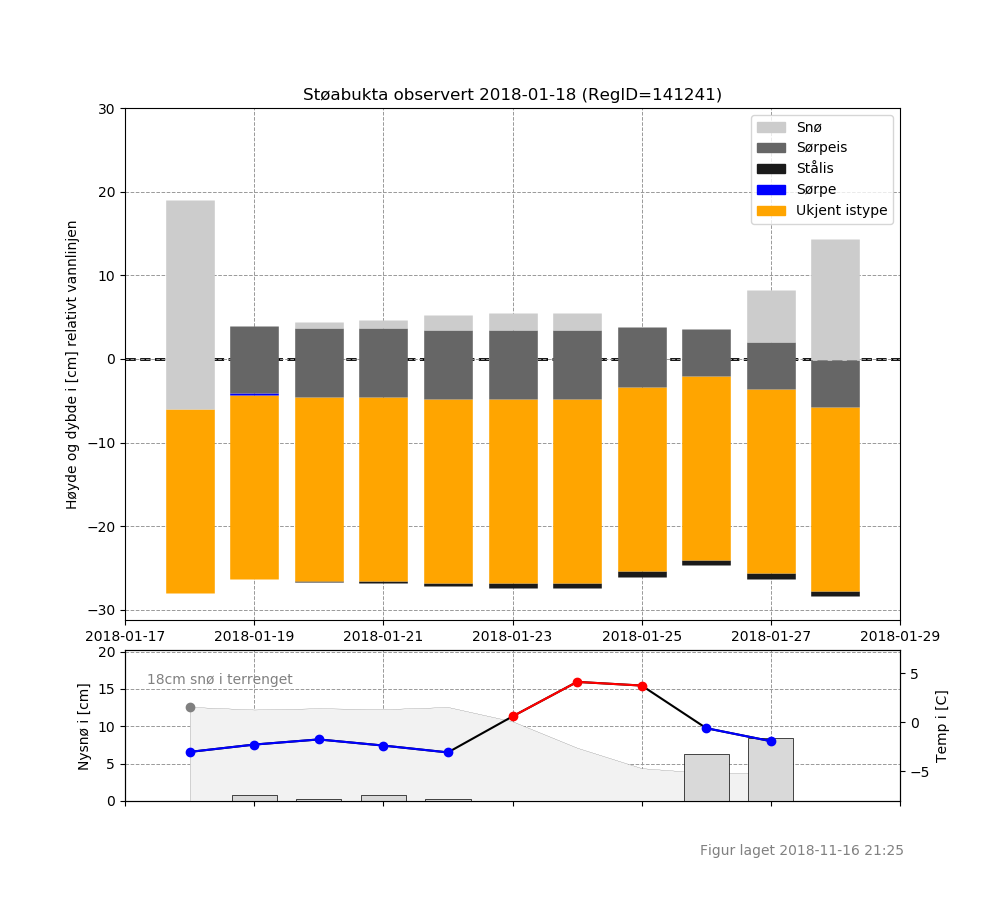 Støabukta observert 2018-01-18 (RegID=141241)
Høyde og dybde i [cm] relativt vannlinjen
30
20
10
0
−10
−20
−30
Snø
Sørpeis
Stålis
Sørpe
Ukjent istype
2018-01-17 2018-01-19 2018-01-21 2018-01-23 2018-01-25 2018-01-27 2018-01-29
Nysnø i [cm]
20
15
10
5
0
18cm snø i terrenget
5
0
−5
Temp i [C]
Figur laget 2018-11-16 21:25